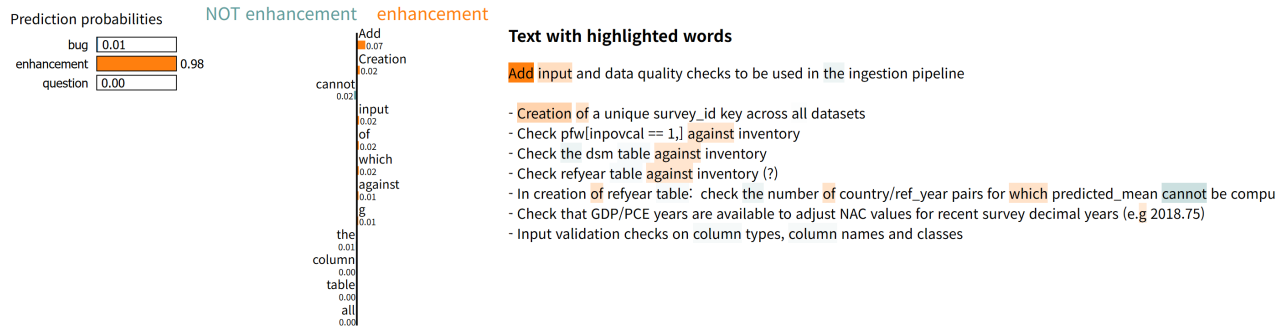 Prediction probabilities
bug 0.01
enhancement 0.98
question 0.00
NOT enhancement enhancement
Add
0.07
Creation
0.02
cannot
0.02
input
0.02
of
0.02
which
0.02
against
0.01
g
0.01
the
0.01
column
0.00
table
0.00
all
0.00
Text with highlighted words
Add input and data quality checks to be used in the ingestion pipeline
- Creation of a unique survey_id key across all datasets
- Check pfw[inpovcal == 1,] against inventory
- Check the dsm table against inventory
- Check refyear table against inventory (?)
- In creation of refyear table: check the number of country/ref_year pairs for which predicted_mean cannot be compu
- Check that GDP/PCE years are available to adjust NAC values for recent survey decimal years (e.g 2018.75)
- Input validation checks on column types, column names and classes